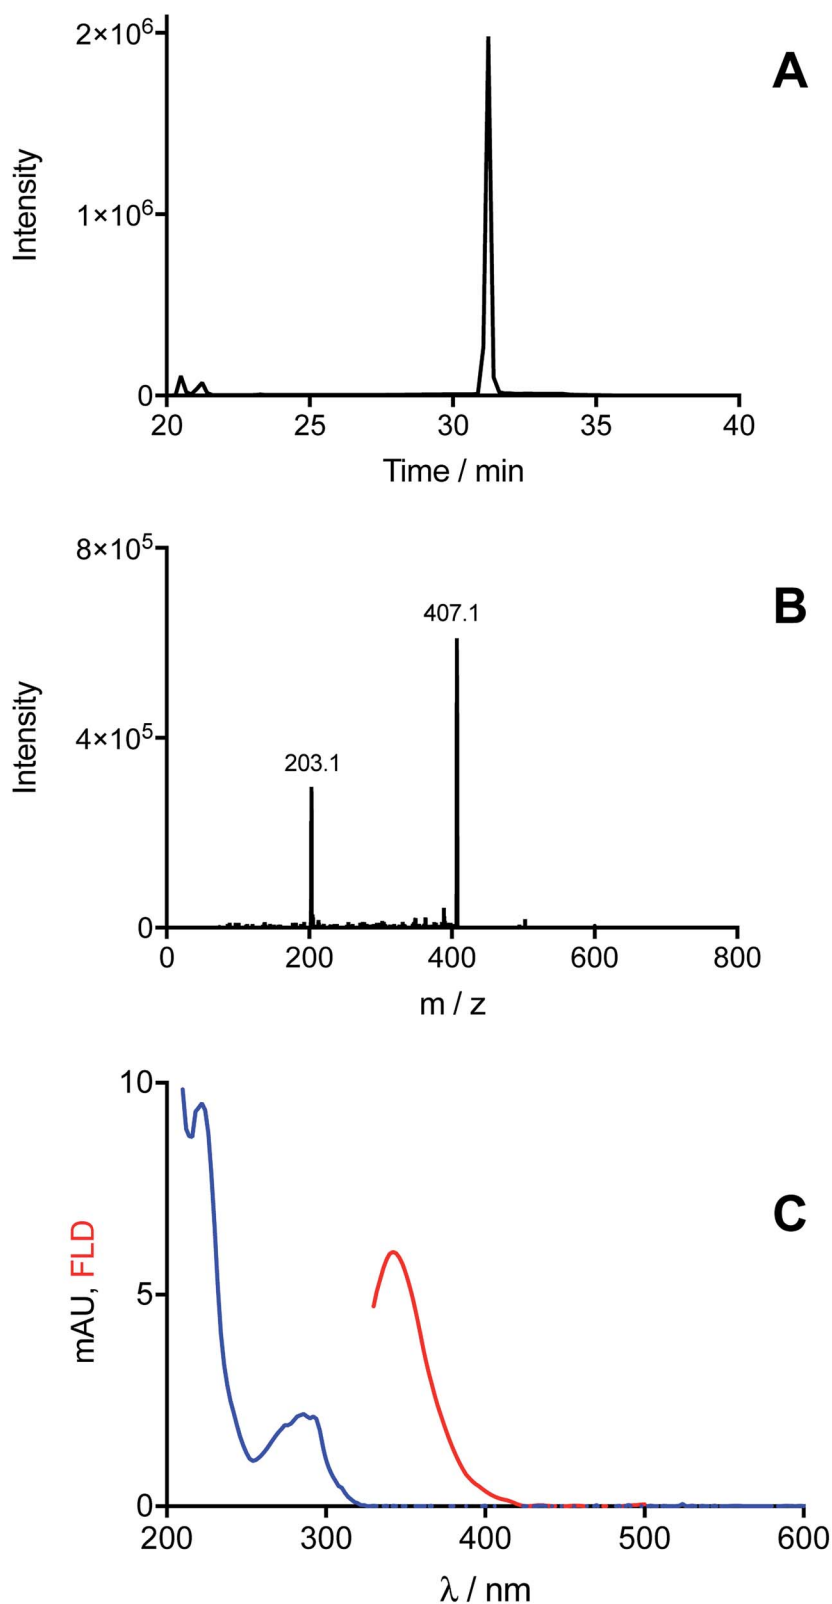 2×10⁶
A
Intensity
1×10⁶
0
20 25 30 35 40
Time / min
8×10⁵
B
407.1
Intensity
4×10⁵
203.1
0
0 200 400 600 800
m / z
10
C
mAU, FLD
5
0
200 300 400 500 600
λ / nm